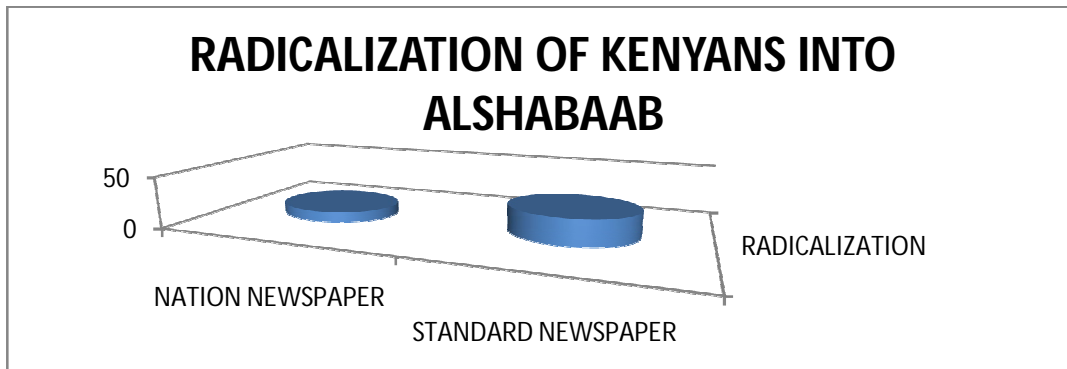 RADICALIZATION OF KENYANS INTO
ALSHABAAB
50
0
RADICALIZATION
NATION NEWSPAPER
STANDARD NEWSPAPER